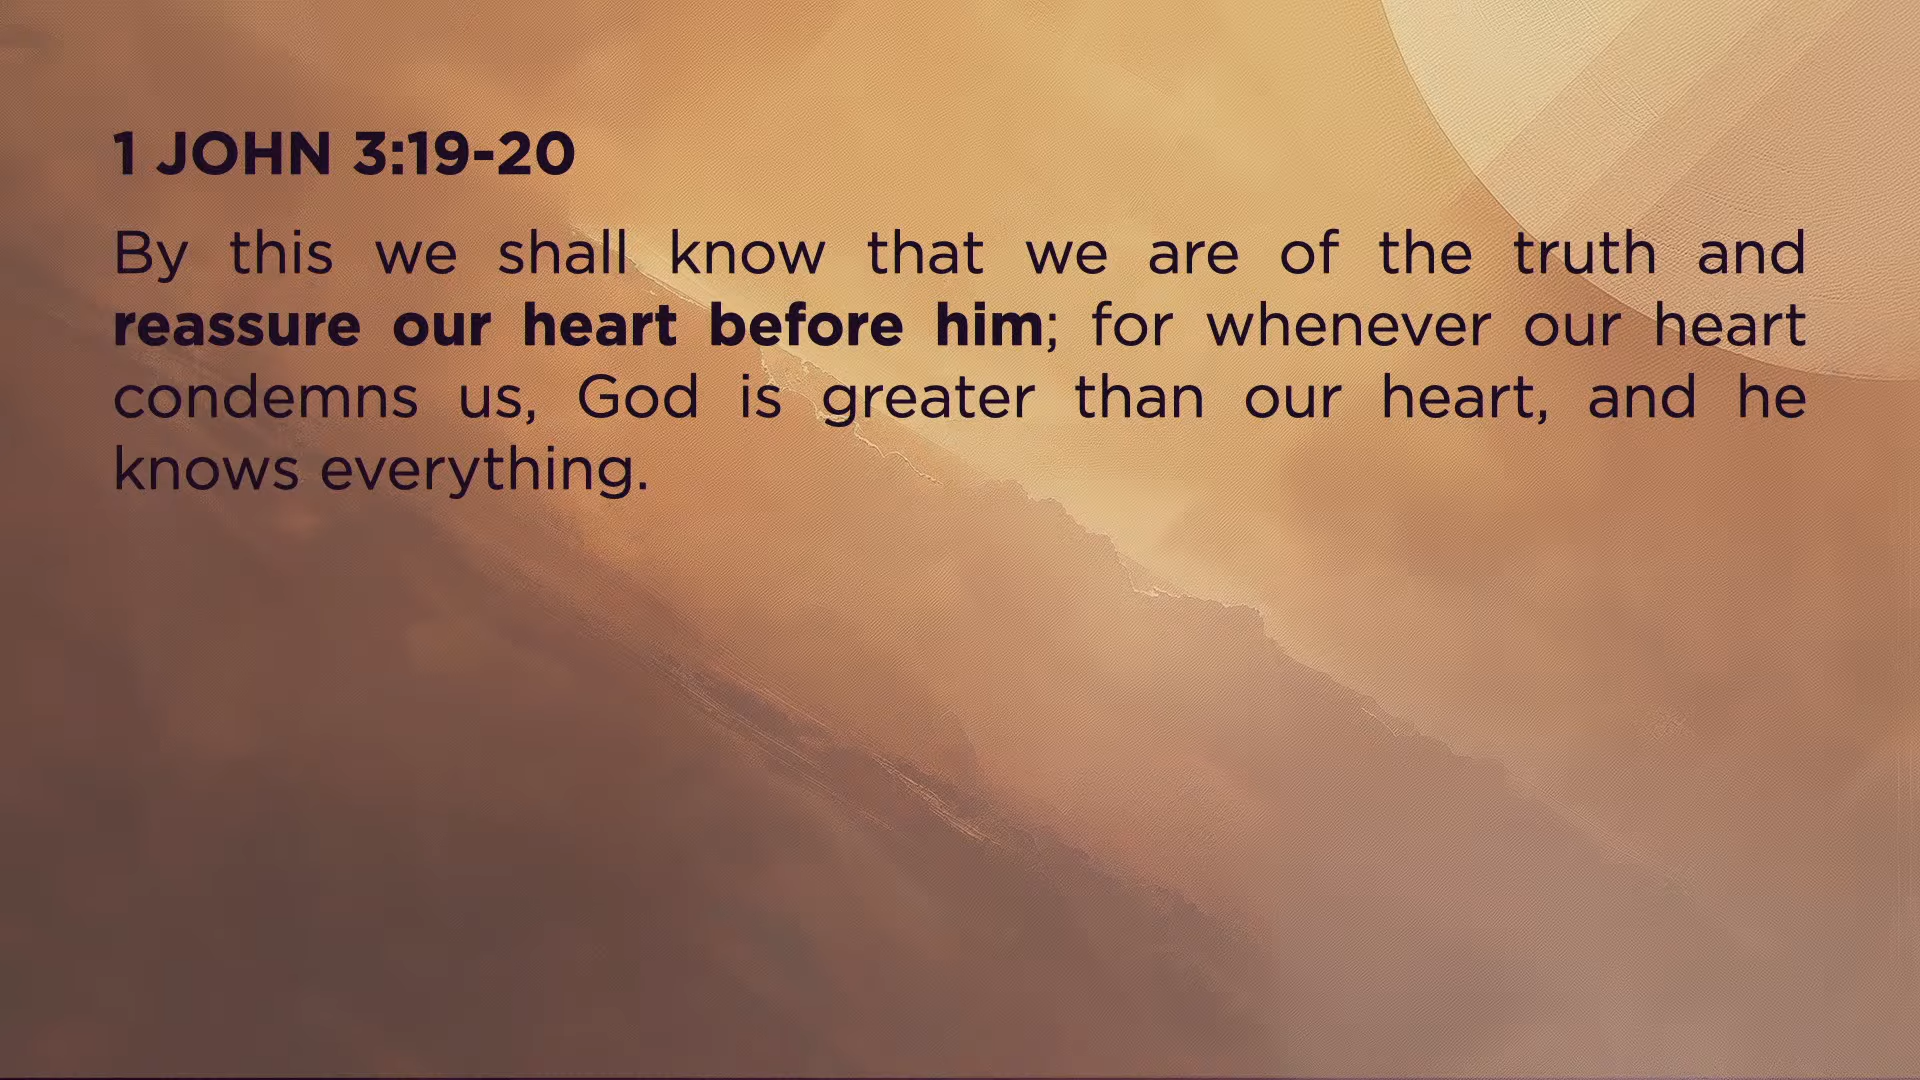 1 JOHN 3:19-20
By this we shall know that we are of the truth and
reassure our heart before him; for whenever our heart
condemns us, God is greater than our heart, and he
knows everything.